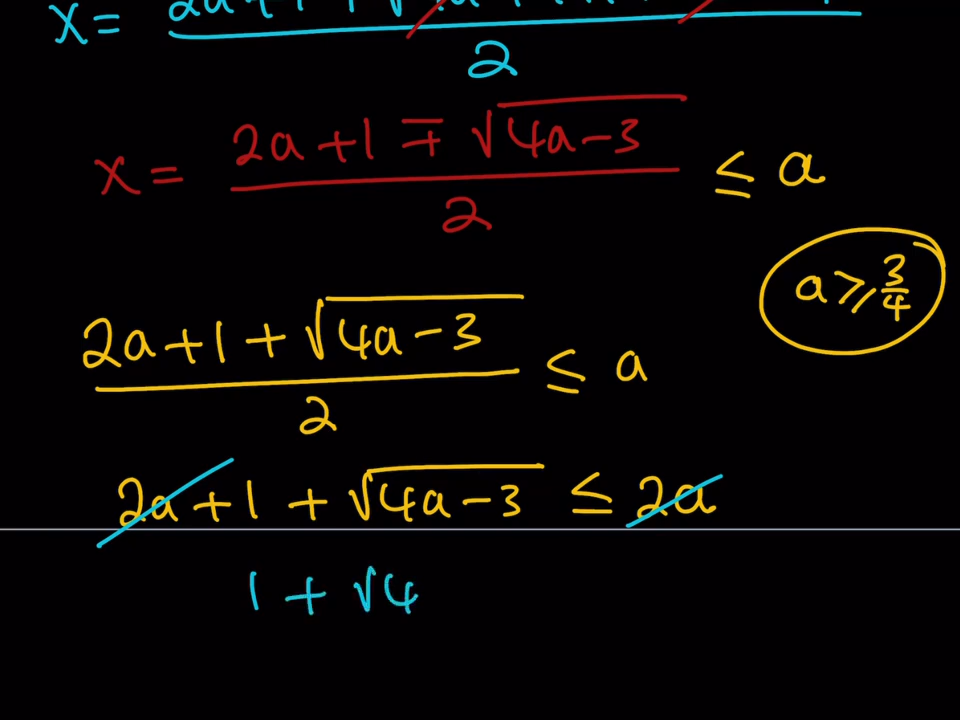 x =
2
x = (2a + 1 ∓ √(4a − 3)) / 2 ≤ a
a ≥ 3/4
(2a + 1 + √(4a − 3)) / 2 ≤ a
2a + 1 + √(4a − 3) ≤ 2a
1 + √4